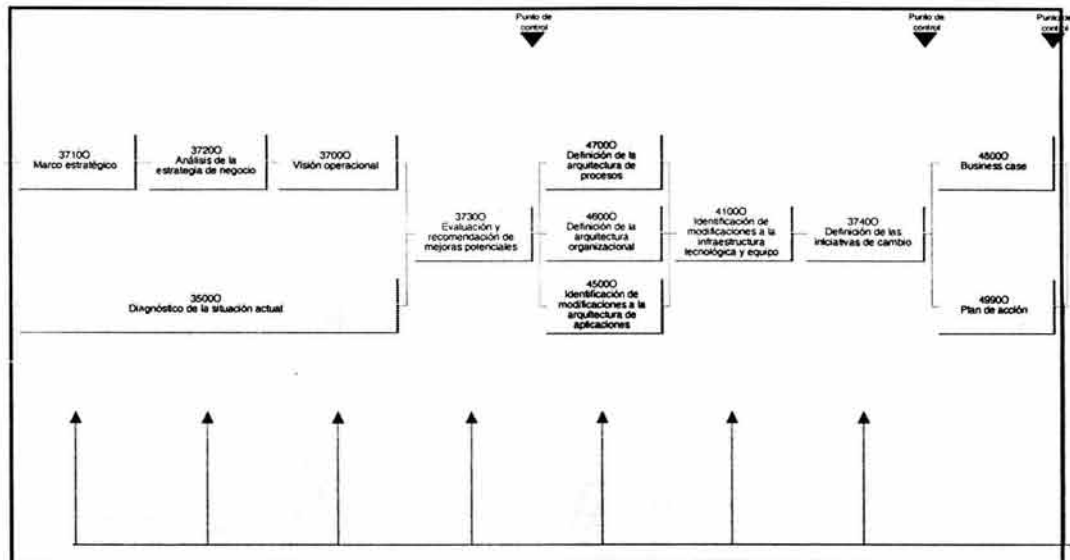 Punto de
control
Punto de
control
Punto de
control
3710O
Marco estratégico
3720O
Análisis de la
estrategia de negocio
3700O
Visión operacional
3730O
Evaluación y
recomendación de
mejoras potenciales
3500O
Diagnóstico de la situación actual
4700O
Definición de la
arquitectura de
procesos
4600O
Definición de la
arquitectura
organizacional
4500O
Identificación de
modificaciones a la
arquitectura de
aplicaciones
4100O
Identificación de
modificaciones a la
infraestructura
tecnológica y equipo
3740O
Definición de las
iniciativas de cambio
4800O
Business case
4990O
Plan de acción